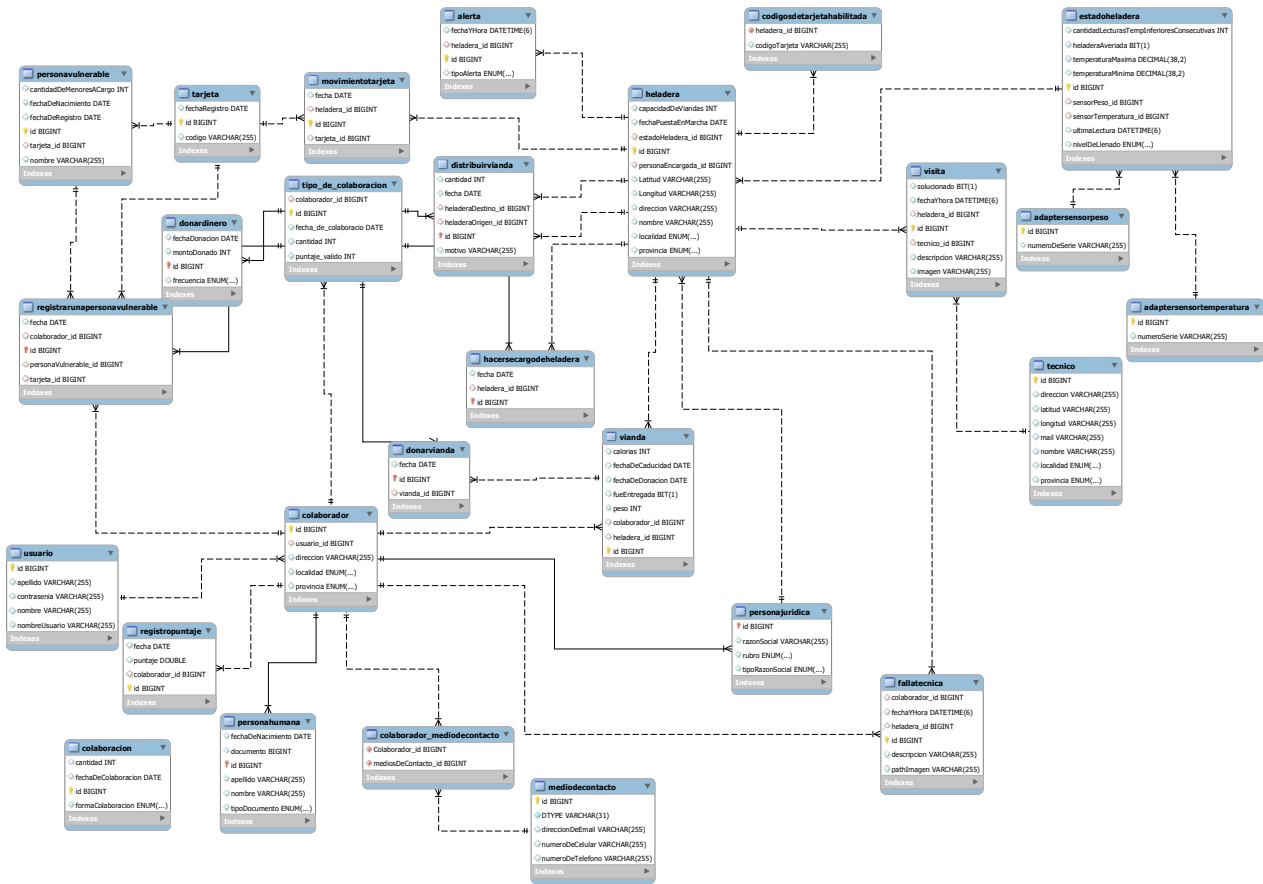 alerta
fechaYHora DATETIME(6)
heladera_id BIGINT
id BIGINT
tipoAlerta ENUM(...)
Indexes
codigosdetarjetahabilitada
heladera_id BIGINT
codigoTarjeta VARCHAR(255)
Indexes
estadoheladera
cantidadLecturasTempInferioresConsecutivas INT
heladeraAveriada BIT(1)
temperaturaMaxima DECIMAL(38,2)
temperaturaMinima DECIMAL(38,2)
id BIGINT
sensorPeso_id BIGINT
sensorTemperatura_id BIGINT
ultimaLectura DATETIME(6)
nivelDeLlenado ENUM(...)
Indexes
personavulnerable
cantidadDeMenoresACargo INT
fechaDeNacimiento DATE
fechaDeRegistro DATE
id BIGINT
tarjeta_id BIGINT
nombre VARCHAR(255)
Indexes
tarjeta
fechaRegistro DATE
id BIGINT
codigo VARCHAR(255)
Indexes
movimientotarjeta
fecha DATE
heladera_id BIGINT
id BIGINT
tarjeta_id BIGINT
Indexes
heladera
capacidadDeViandas INT
fechaPuestaEnMarcha DATE
estadoHeladera_id BIGINT
id BIGINT
personaEncargada_id BIGINT
Latitud VARCHAR(255)
Longitud VARCHAR(255)
direccion VARCHAR(255)
nombre VARCHAR(255)
localidad ENUM(...)
provincia ENUM(...)
Indexes
distribuirvianda
cantidad INT
fecha DATE
heladeraDestino_id BIGINT
heladeraOrigen_id BIGINT
id BIGINT
motivo VARCHAR(255)
Indexes
tipo_de_colaboracion
colaborador_id BIGINT
id BIGINT
fecha_de_colaboracio DATE
cantidad INT
puntaje_valido INT
Indexes
visita
solucionado BIT(1)
fechaYhora DATETIME(6)
heladera_id BIGINT
id BIGINT
tecnico_id BIGINT
descripcion VARCHAR(255)
imagen VARCHAR(255)
Indexes
adaptersensorpeso
id BIGINT
numeroDeSerie VARCHAR(255)
Indexes
donardinero
fechaDonacion DATE
montoDonado INT
id BIGINT
frecuencia ENUM(...)
Indexes
registrarunapersonavulnerable
fecha DATE
colaborador_id BIGINT
id BIGINT
personaVulnerable_id BIGINT
tarjeta_id BIGINT
Indexes
adaptersensortemperatura
id BIGINT
numeroSerie VARCHAR(255)
Indexes
hacersecargodeheladera
fecha DATE
heladera_id BIGINT
id BIGINT
Indexes
tecnico
id BIGINT
direccion VARCHAR(255)
latitud VARCHAR(255)
longitud VARCHAR(255)
mail VARCHAR(255)
nombre VARCHAR(255)
localidad ENUM(...)
provincia ENUM(...)
Indexes
vianda
calorias INT
fechaDeCaducidad DATE
fechaDeDonacion DATE
fueEntregada BIT(1)
peso INT
colaborador_id BIGINT
heladera_id BIGINT
id BIGINT
Indexes
donarvianda
fecha DATE
id BIGINT
vianda_id BIGINT
Indexes
colaborador
id BIGINT
usuario_id BIGINT
direccion VARCHAR(255)
localidad ENUM(...)
provincia ENUM(...)
Indexes
usuario
id BIGINT
apellido VARCHAR(255)
contrasenia VARCHAR(255)
nombre VARCHAR(255)
nombreUsuario VARCHAR(255)
Indexes
registropuntaje
fecha DATE
puntaje DOUBLE
colaborador_id BIGINT
id BIGINT
Indexes
personajuridica
id BIGINT
razonSocial VARCHAR(255)
rubro ENUM(...)
tipoRazonSocial ENUM(...)
Indexes
fallatecnica
colaborador_id BIGINT
fechaYHora DATETIME(6)
heladera_id BIGINT
id BIGINT
descripcion VARCHAR(255)
pathImagen VARCHAR(255)
Indexes
personahumana
fechaDeNacimiento DATE
documento BIGINT
id BIGINT
apellido VARCHAR(255)
nombre VARCHAR(255)
tipoDocumento ENUM(...)
Indexes
colaborador_mediodecontacto
Colaborador_id BIGINT
mediosDeContacto_id BIGINT
Indexes
colaboracion
cantidad INT
fechaDeColaboracion DATE
id BIGINT
formaColaboracion ENUM(...)
Indexes
mediodecontacto
id BIGINT
DTYPE VARCHAR(31)
direccionDeEmail VARCHAR(255)
numeroDeCelular VARCHAR(255)
numeroDeTelefono VARCHAR(255)
Indexes